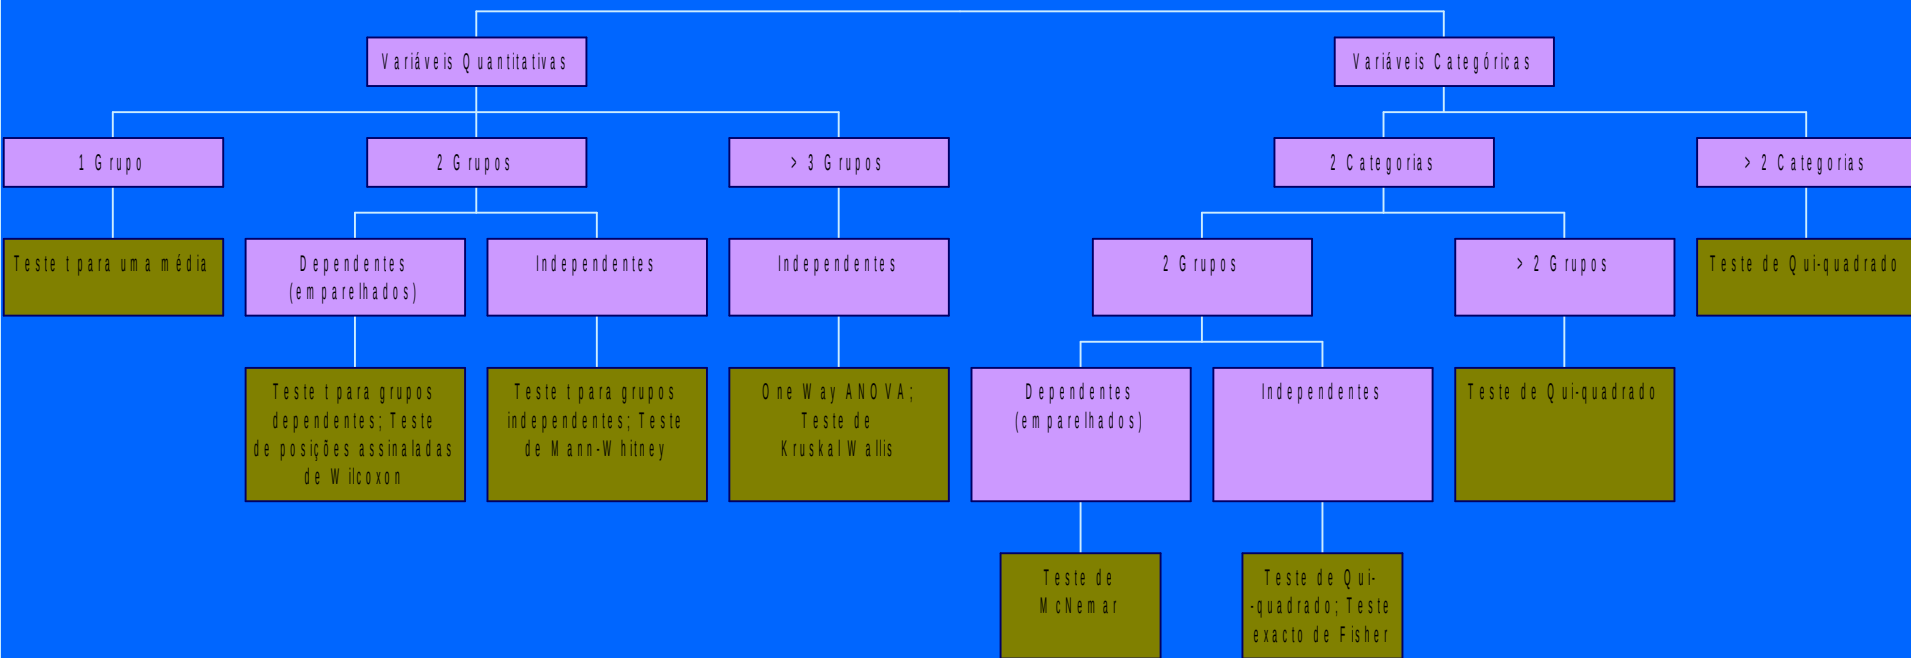 Variáveis Quantitativas
Variáveis Categóricas
1 Grupo
2 Grupos
> 3 Grupos
2 Categorias
> 2 Categorias
Teste t para uma média
Dependentes
(emparelhados)
Independentes
Independentes
2 Grupos
> 2 Grupos
Teste de Qui-quadrado
Teste t para grupos
dependentes; Teste
de posições assinaladas
de Wilcoxon
Teste t para grupos
independentes; Teste
de Mann-Whitney
One Way ANOVA;
Teste de
Kruskal Wallis
Dependentes
(emparelhados)
Independentes
Teste de Qui-quadrado
Teste de
McNemar
Teste de Qui-
-quadrado; Teste
exacto de Fisher